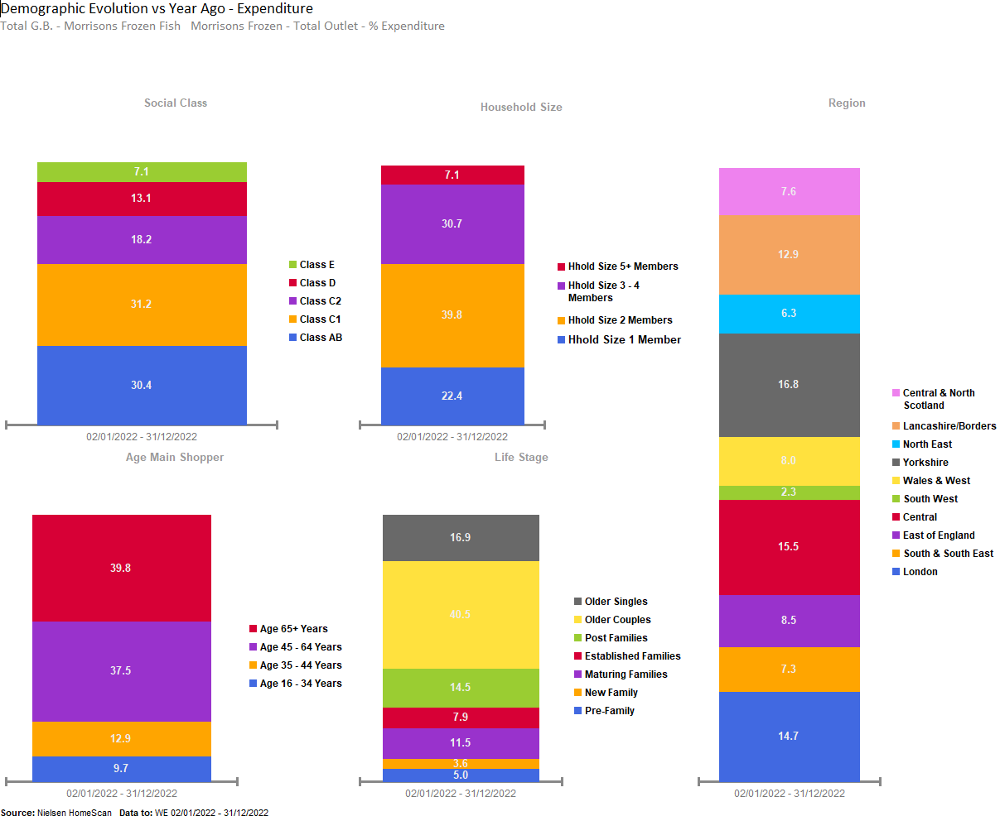 Demographic Evolution vs Year Ago - Expenditure
Total G.B. - Morrisons Frozen Fish   Morrisons Frozen - Total Outlet - % Expenditure
Social Class
7.1
13.1
18.2
31.2
30.4
Class E
Class D
Class C2
Class C1
Class AB
02/01/2022 - 31/12/2022
Household Size
7.1
30.7
39.8
22.4
Hhold Size 5+ Members
Hhold Size 3 - 4
Members
Hhold Size 2 Members
Hhold Size 1 Member
02/01/2022 - 31/12/2022
Region
7.6
12.9
6.3
16.8
8.0
2.3
15.5
8.5
7.3
14.7
Central & North
Scotland
Lancashire/Borders
North East
Yorkshire
Wales & West
South West
Central
East of England
South & South East
London
02/01/2022 - 31/12/2022
Age Main Shopper
39.8
37.5
12.9
9.7
Age 65+ Years
Age 45 - 64 Years
Age 35 - 44 Years
Age 16 - 34 Years
02/01/2022 - 31/12/2022
Life Stage
16.9
40.5
14.5
7.9
11.5
3.6
5.0
Older Singles
Older Couples
Post Families
Established Families
Maturing Families
New Family
Pre-Family
02/01/2022 - 31/12/2022
Source: Nielsen HomeScan   Data to: WE 02/01/2022 - 31/12/2022